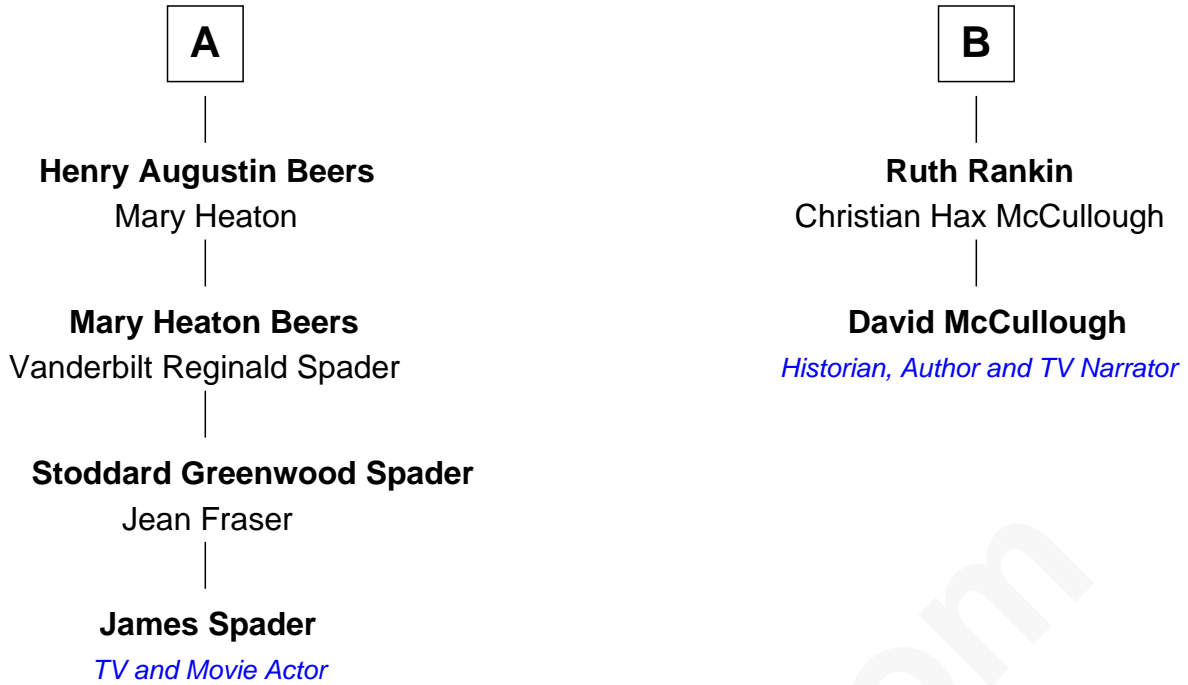 A
Henry Augustin Beers
Mary Heaton
Mary Heaton Beers
Vanderbilt Reginald Spader
Stoddard Greenwood Spader
Jean Fraser
James Spader
TV and Movie Actor
B
Ruth Rankin
Christian Hax McCullough
David McCullough
Historian, Author and TV Narrator
om